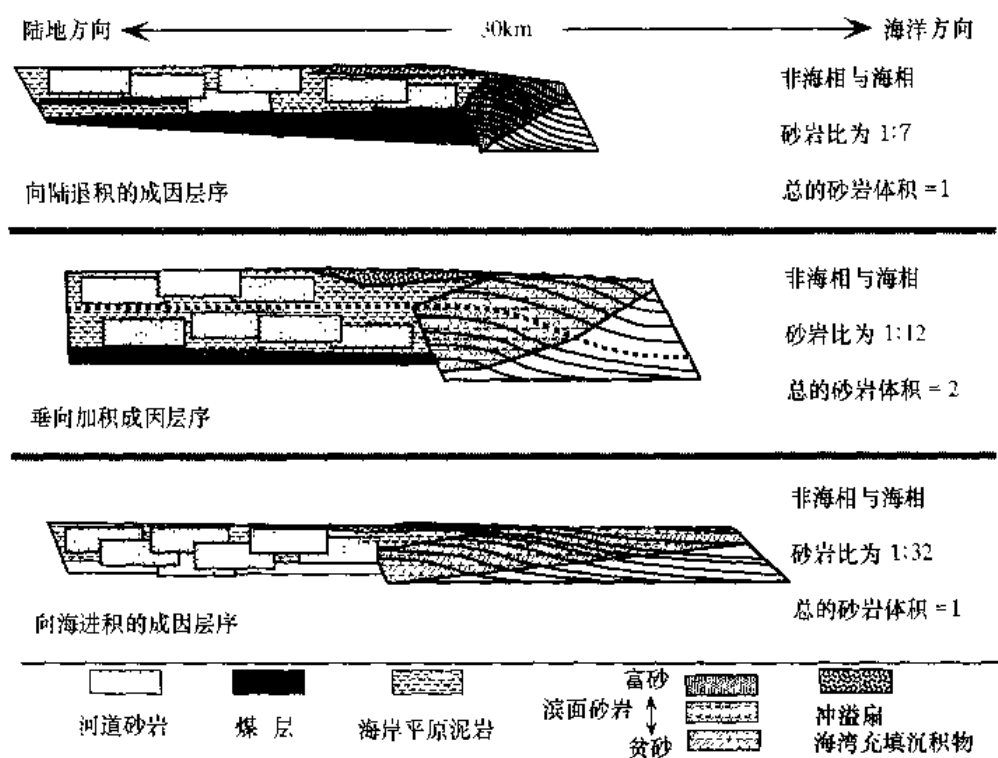 陆地方向 30km 海洋方向
非海相与海相
砂岩比为 1:7
总的砂岩体积 =1
向陆退积的成因层序
非海相与海相
砂岩比为 1:12
总的砂岩体积 = 2
垂向加积成因层序
非海相与海相
砂岩比为 1:32
总的砂岩体积 =1
向海进积的成因层序
河道砂岩
煤 层
海岸平原泥岩
滨面砂岩
富砂
贫砂
冲溢扇
海湾充填沉积物